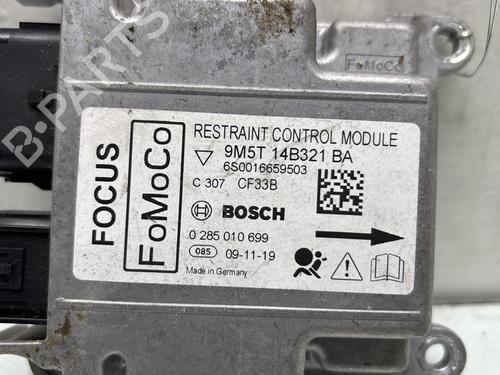 FoMoCo
FOCUS
FoMoCo
RESTRAINT CONTROL MODULE
9M5T 14B321 BA
6S0016659503
C 307 CF33B
BOSCH
0 285 010 699
085 09-11-19
Made in Germany
B-PARTS